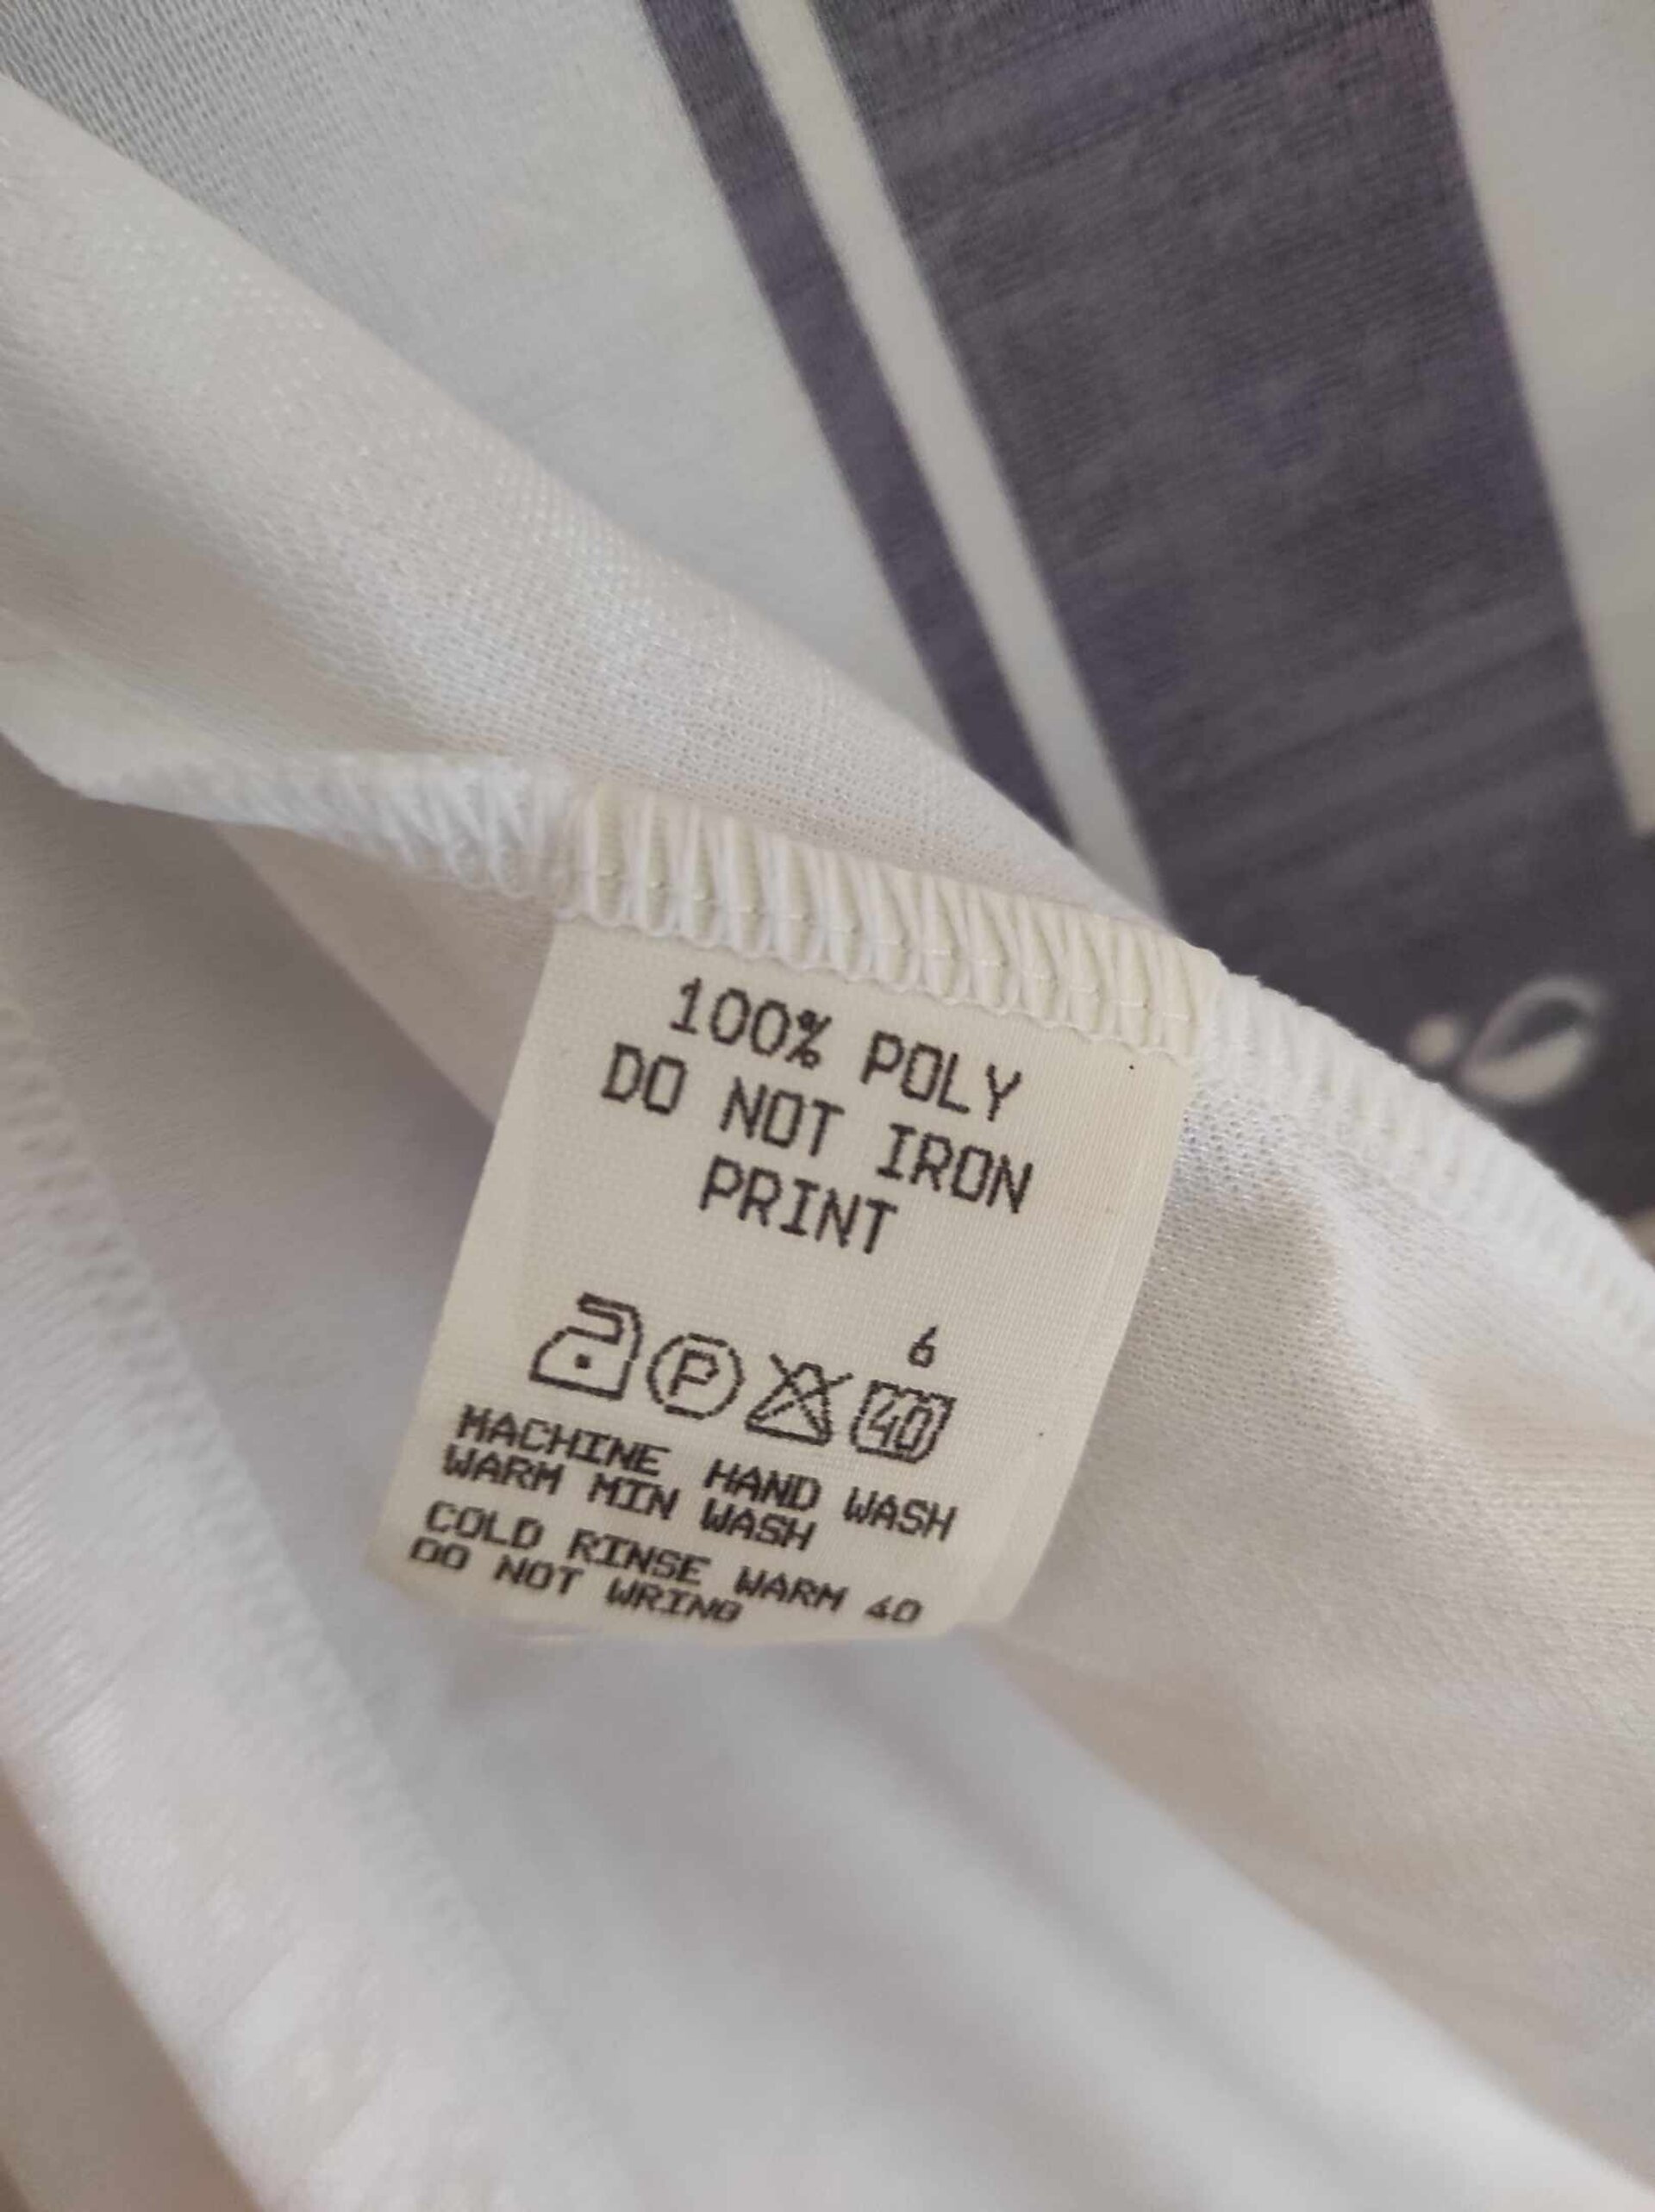 100% POLY
DO NOT IRON
PRINT
6
P 40
MACHINE HAND WASH
WARM MIN WASH
COLD RINSE WARM 40
DO NOT WRING